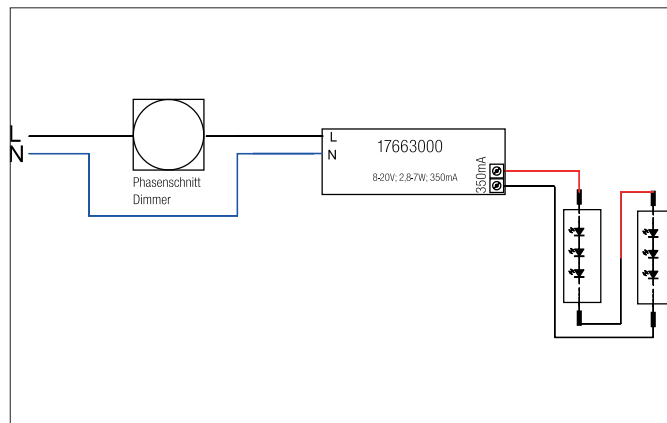 L
N
Phasenschnitt
Dimmer
L
N
17663000
8-20V; 2,8-7W; 350mA
350mA